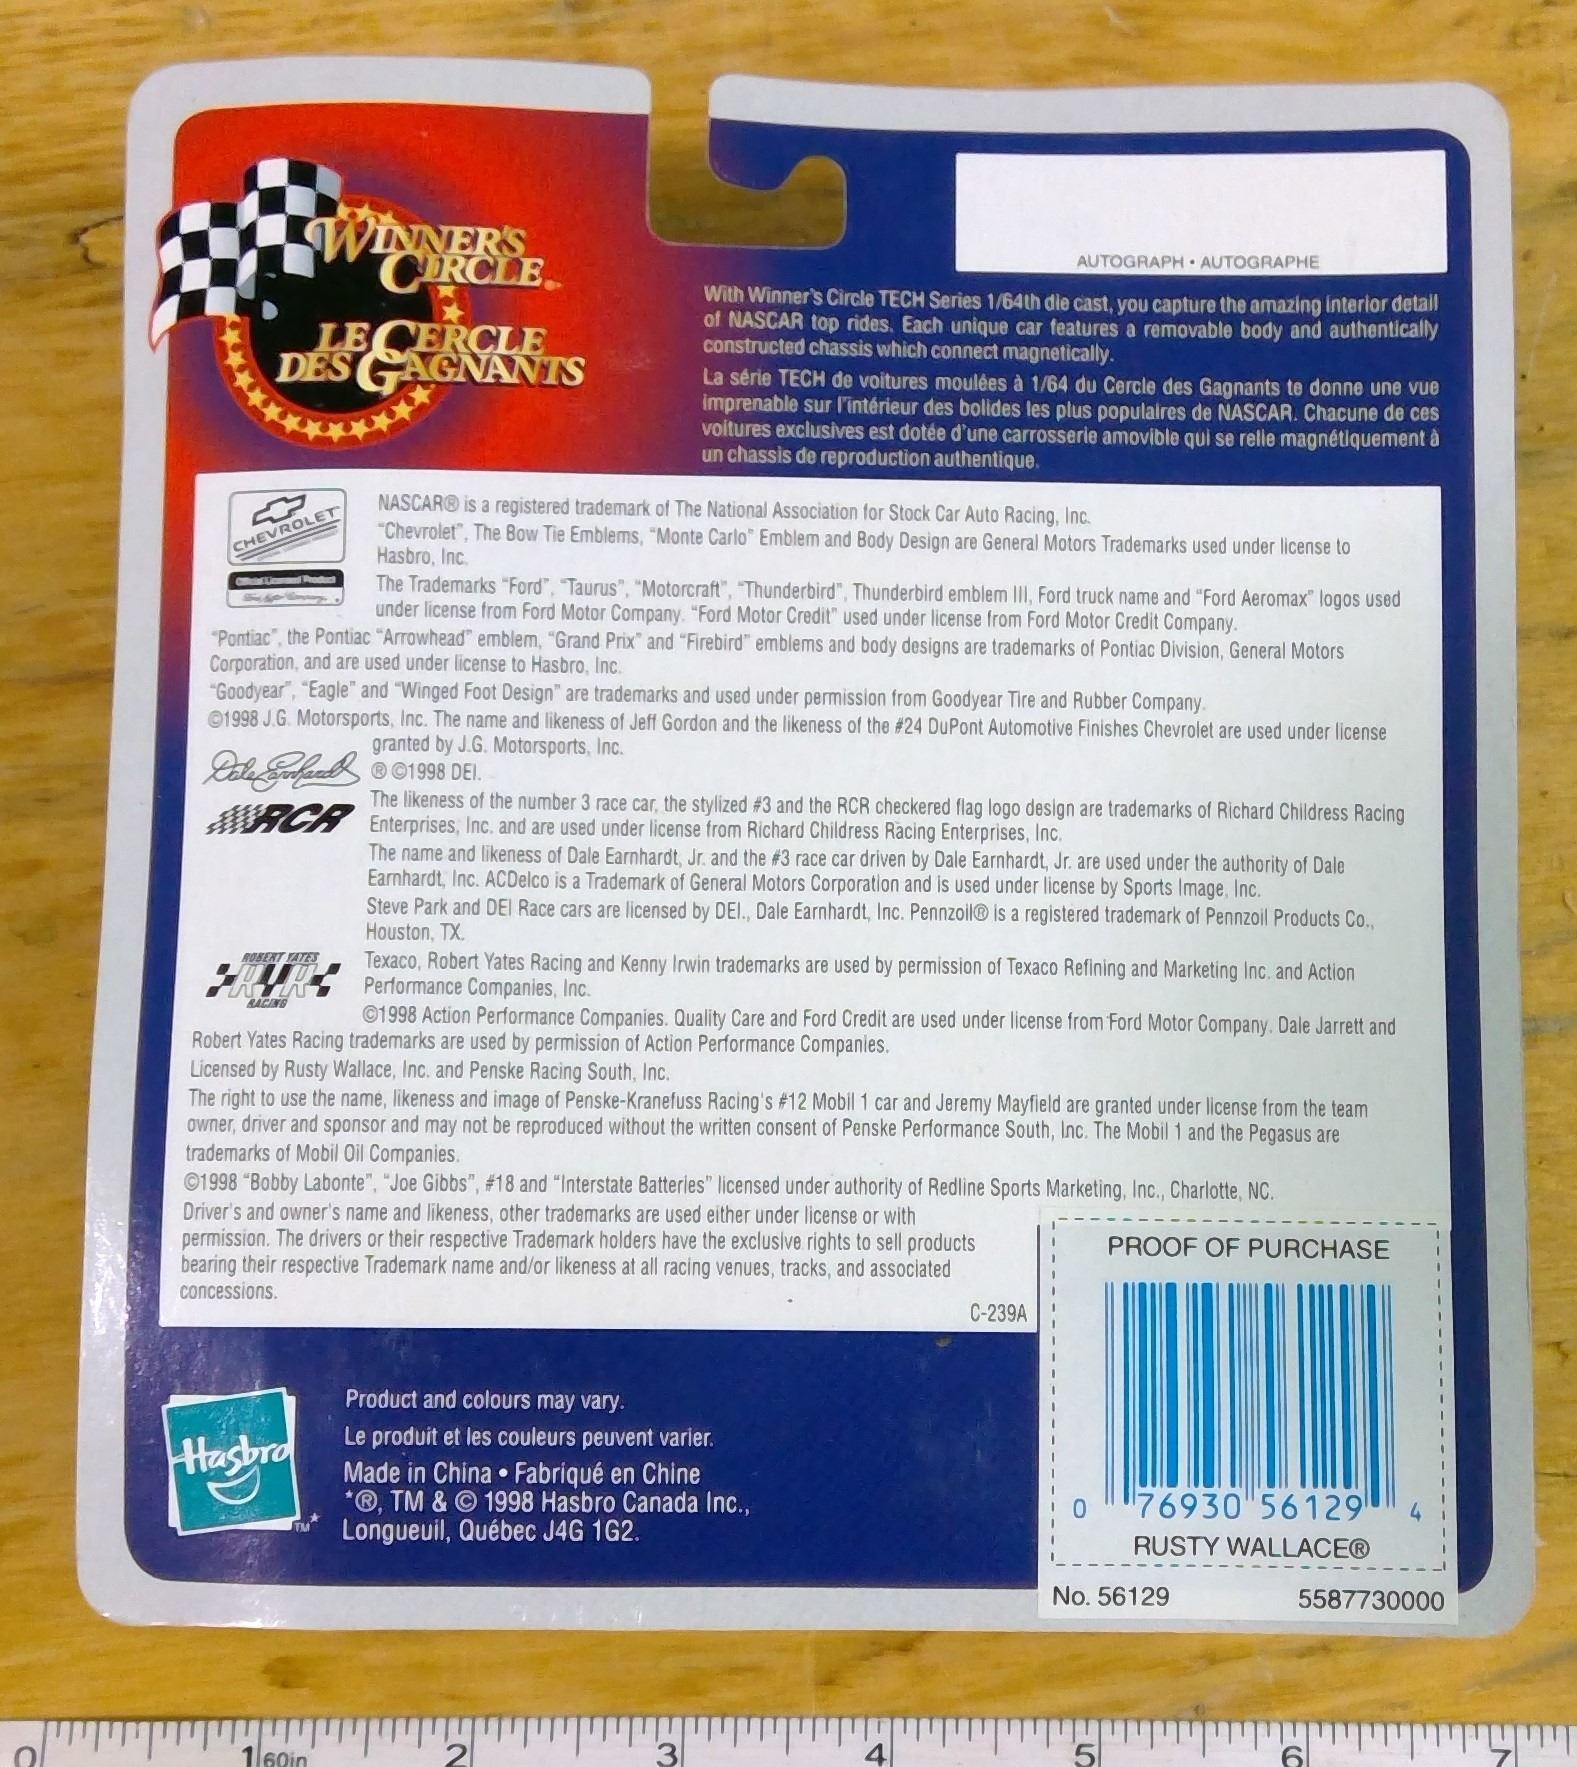 WINNER'S
CIRCLE
LE CERCLE
DES GAGNANTS
AUTOGRAPH • AUTOGRAPHE
With Winner's Circle TECH Series 1/64th die cast, you capture the amazing interior detail
of NASCAR top rides. Each unique car features a removable body and authentically
constructed chassis which connect magnetically.
La série TECH de voitures moulées à 1/64 du Cercle des Gagnants te donne une vue
imprenable sur l'intérieur des bolides les plus populaires de NASCAR. Chacune de ces
voitures exclusives est dotée d'une carrosserie amovible qui se relie magnétiquement à
un chassis de reproduction authentique.
CHEVROLET
Official Licensed Product
NASCAR® is a registered trademark of The National Association for Stock Car Auto Racing, Inc.
"Chevrolet", The Bow Tie Emblems, "Monte Carlo" Emblem and Body Design are General Motors Trademarks used under license to
Hasbro, Inc.
The Trademarks "Ford", "Taurus", "Motorcraft", "Thunderbird", Thunderbird emblem III, Ford truck name and "Ford Aeromax" logos used
under license from Ford Motor Company. "Ford Motor Credit" used under license from Ford Motor Credit Company.
"Pontiac", the Pontiac "Arrowhead" emblem, "Grand Prix" and "Firebird" emblems and body designs are trademarks of Pontiac Division, General Motors
Corporation, and are used under license to Hasbro, Inc.
"Goodyear", "Eagle" and "Winged Foot Design" are trademarks and used under permission from Goodyear Tire and Rubber Company.
©1998 J.G. Motorsports, Inc. The name and likeness of Jeff Gordon and the likeness of the #24 DuPont Automotive Finishes Chevrolet are used under license
granted by J.G. Motorsports, Inc.
Dale Earnhardt ® ©1998 DEI.
RCR
The likeness of the number 3 race car, the stylized #3 and the RCR checkered flag logo design are trademarks of Richard Childress Racing
Enterprises, Inc. and are used under license from Richard Childress Racing Enterprises, Inc.
The name and likeness of Dale Earnhardt, Jr. and the #3 race car driven by Dale Earnhardt, Jr. are used under the authority of Dale
Earnhardt, Inc. ACDelco is a Trademark of General Motors Corporation and is used under license by Sports Image, Inc.
Steve Park and DEI Race cars are licensed by DEI., Dale Earnhardt, Inc. Pennzoil® is a registered trademark of Pennzoil Products Co.,
Houston, TX.
ROBERT YATES
RYR
RACING
Texaco, Robert Yates Racing and Kenny Irwin trademarks are used by permission of Texaco Refining and Marketing Inc. and Action
Performance Companies, Inc.
©1998 Action Performance Companies. Quality Care and Ford Credit are used under license from Ford Motor Company. Dale Jarrett and
Robert Yates Racing trademarks are used by permission of Action Performance Companies.
Licensed by Rusty Wallace, Inc. and Penske Racing South, Inc.
The right to use the name, likeness and image of Penske-Kranefuss Racing's #12 Mobil 1 car and Jeremy Mayfield are granted under license from the team
owner, driver and sponsor and may not be reproduced without the written consent of Penske Performance South, Inc. The Mobil 1 and the Pegasus are
trademarks of Mobil Oil Companies.
©1998 "Bobby Labonte", "Joe Gibbs", #18 and "Interstate Batteries" licensed under authority of Redline Sports Marketing, Inc., Charlotte, NC.
Driver's and owner's name and likeness, other trademarks are used either under license or with
permission. The drivers or their respective Trademark holders have the exclusive rights to sell products
bearing their respective Trademark name and/or likeness at all racing venues, tracks, and associated
concessions.
C-239A
PROOF OF PURCHASE
0 76930 56129 4
RUSTY WALLACE®
No. 56129 5587730000
Hasbro
TM*
Product and colours may vary.
Le produit et les couleurs peuvent varier.
Made in China • Fabriqué en Chine
*®, TM & © 1998 Hasbro Canada Inc.,
Longueuil, Québec J4G 1G2.
0 1 60in 2 3 4 5 6 7